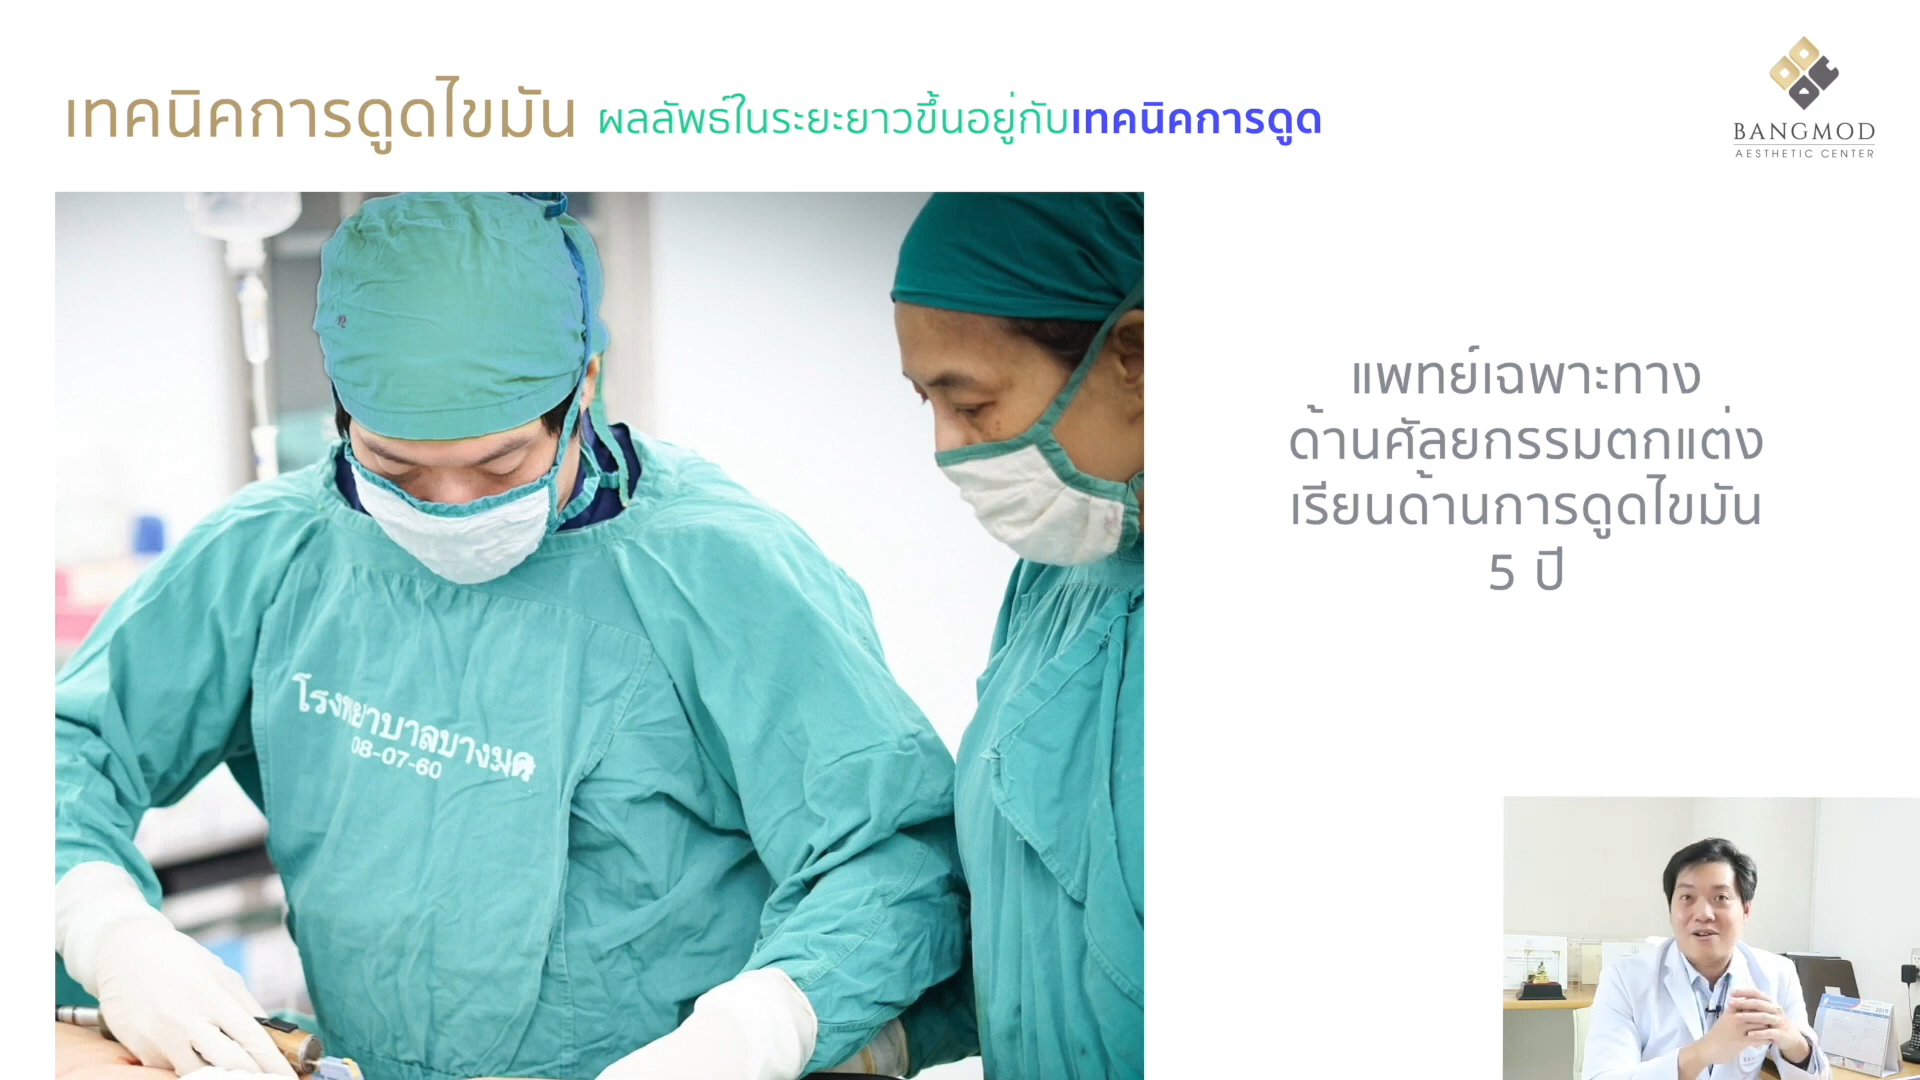 เทคนิคการดูดไขมัน ผลลัพธ์ในระยะยาวขึ้นอยู่กับเทคนิคการดูด
BANGMOD
AESTHETIC CENTER
แพทย์เฉพาะทาง
ด้านศัลยกรรมตกแต่ง
เรียนด้านการดูดไขมัน
5 ปี
โรงพยาบาลบางมด
08-07-60
2019